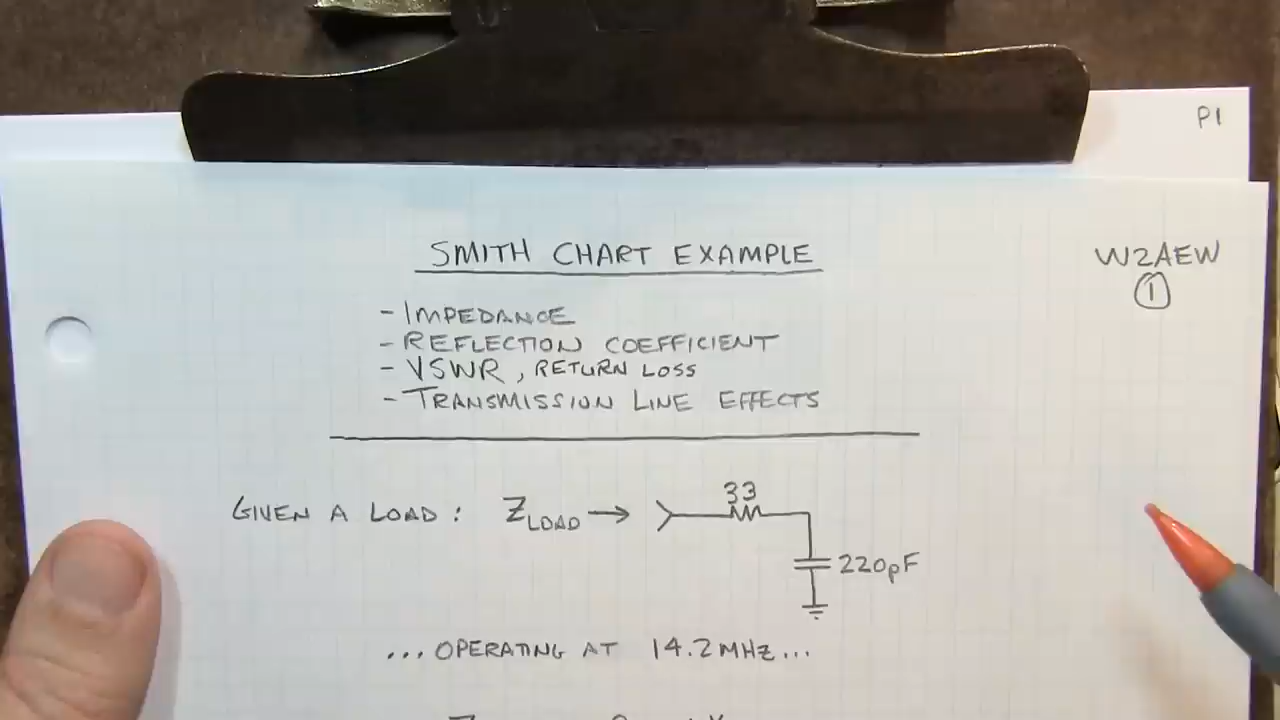 P1
SMITH CHART EXAMPLE
W2AEW
1
- IMPEDANCE
- REFLECTION COEFFICIENT
- VSWR, RETURN LOSS
- TRANSMISSION LINE EFFECTS
33
GIVEN A LOAD: ZLOAD →
220pF
...OPERATING AT 14.2MHz...